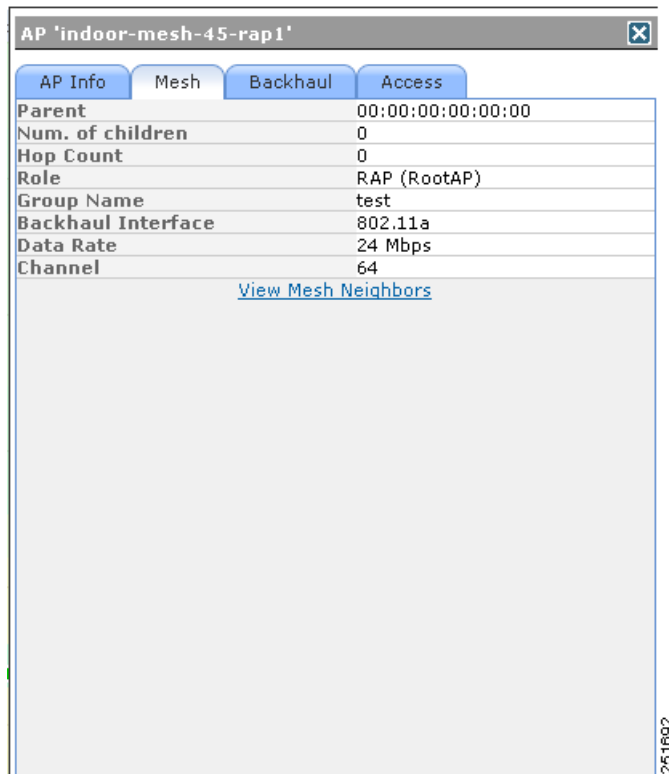 AP 'indoor-mesh-45-rap1'
AP Info Mesh Backhaul Access
Parent 00:00:00:00:00:00
Num. of children 0
Hop Count 0
Role RAP (RootAP)
Group Name test
Backhaul Interface 802.11a
Data Rate 24 Mbps
Channel 64
View Mesh Neighbors
251692